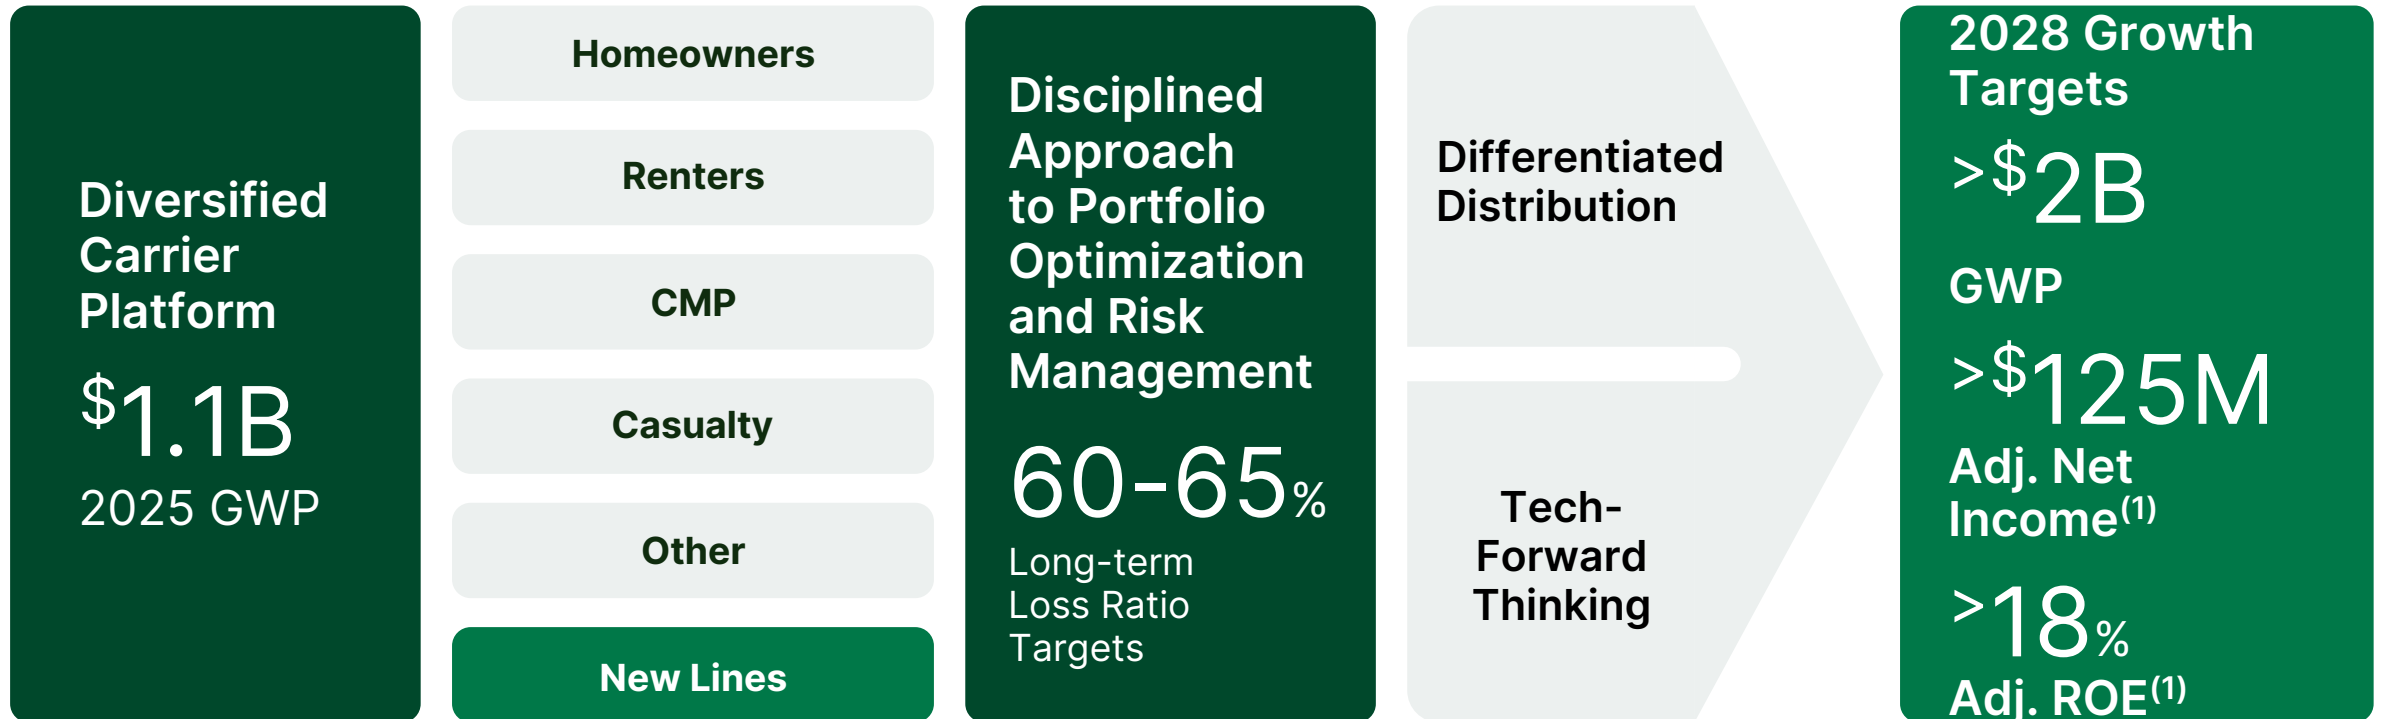 Diversified
Carrier
Platform
$1.1B
2025 GWP
Homeowners
Renters
CMP
Casualty
Other
New Lines
Disciplined
Approach
to Portfolio
Optimization
and Risk
Management
60-65%
Long-term
Loss Ratio
Targets
Differentiated
Distribution
Tech-
Forward
Thinking
2028 Growth
Targets
>$2B
GWP
>$125M
Adj. Net
Income(1)
>18%
Adj. ROE(1)